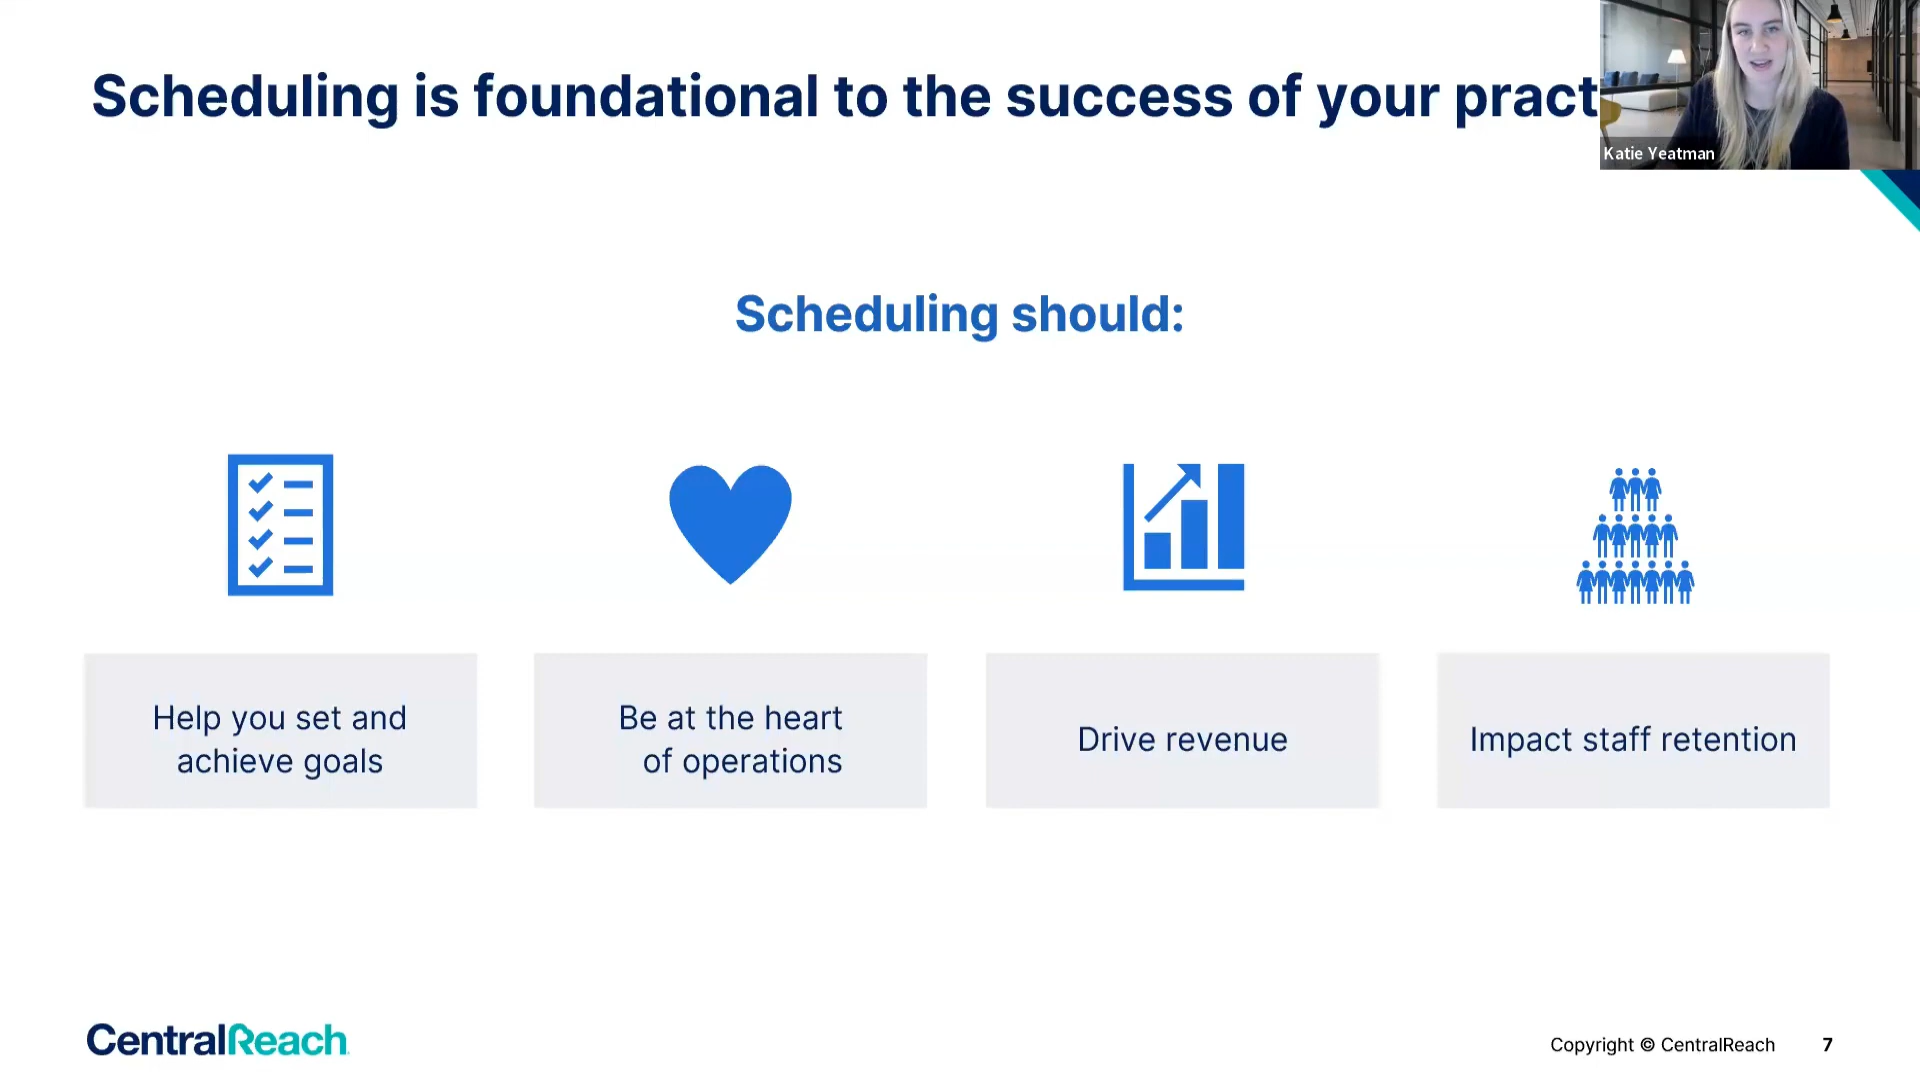 Scheduling is foundational to the success of your pract
Katie Yeatman
Scheduling should:
Help you set and
achieve goals
Be at the heart
of operations
Drive revenue
Impact staff retention
CentralReach
Copyright © CentralReach 7